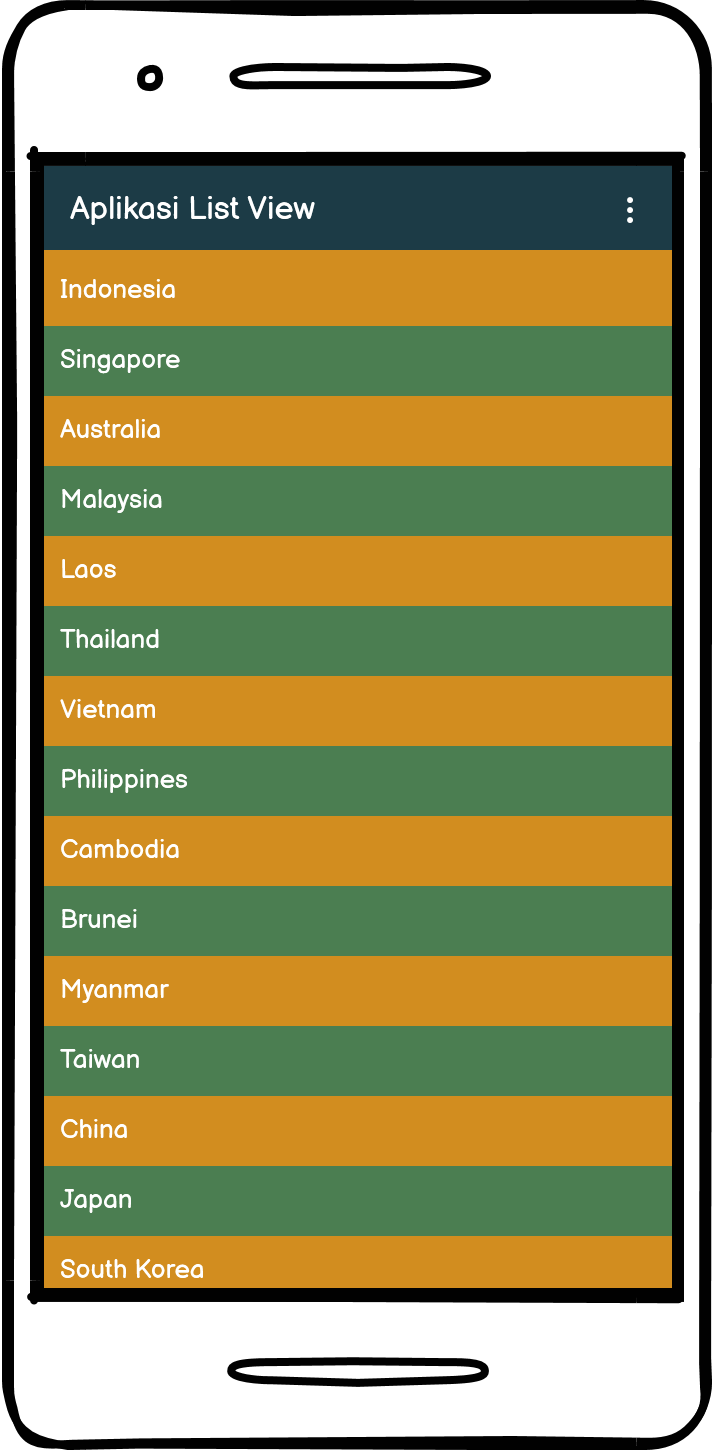 Aplikasi List View
Indonesia
Singapore
Australia
Malaysia
Laos
Thailand
Vietnam
Philippines
Cambodia
Brunei
Myanmar
Taiwan
China
Japan
South Korea